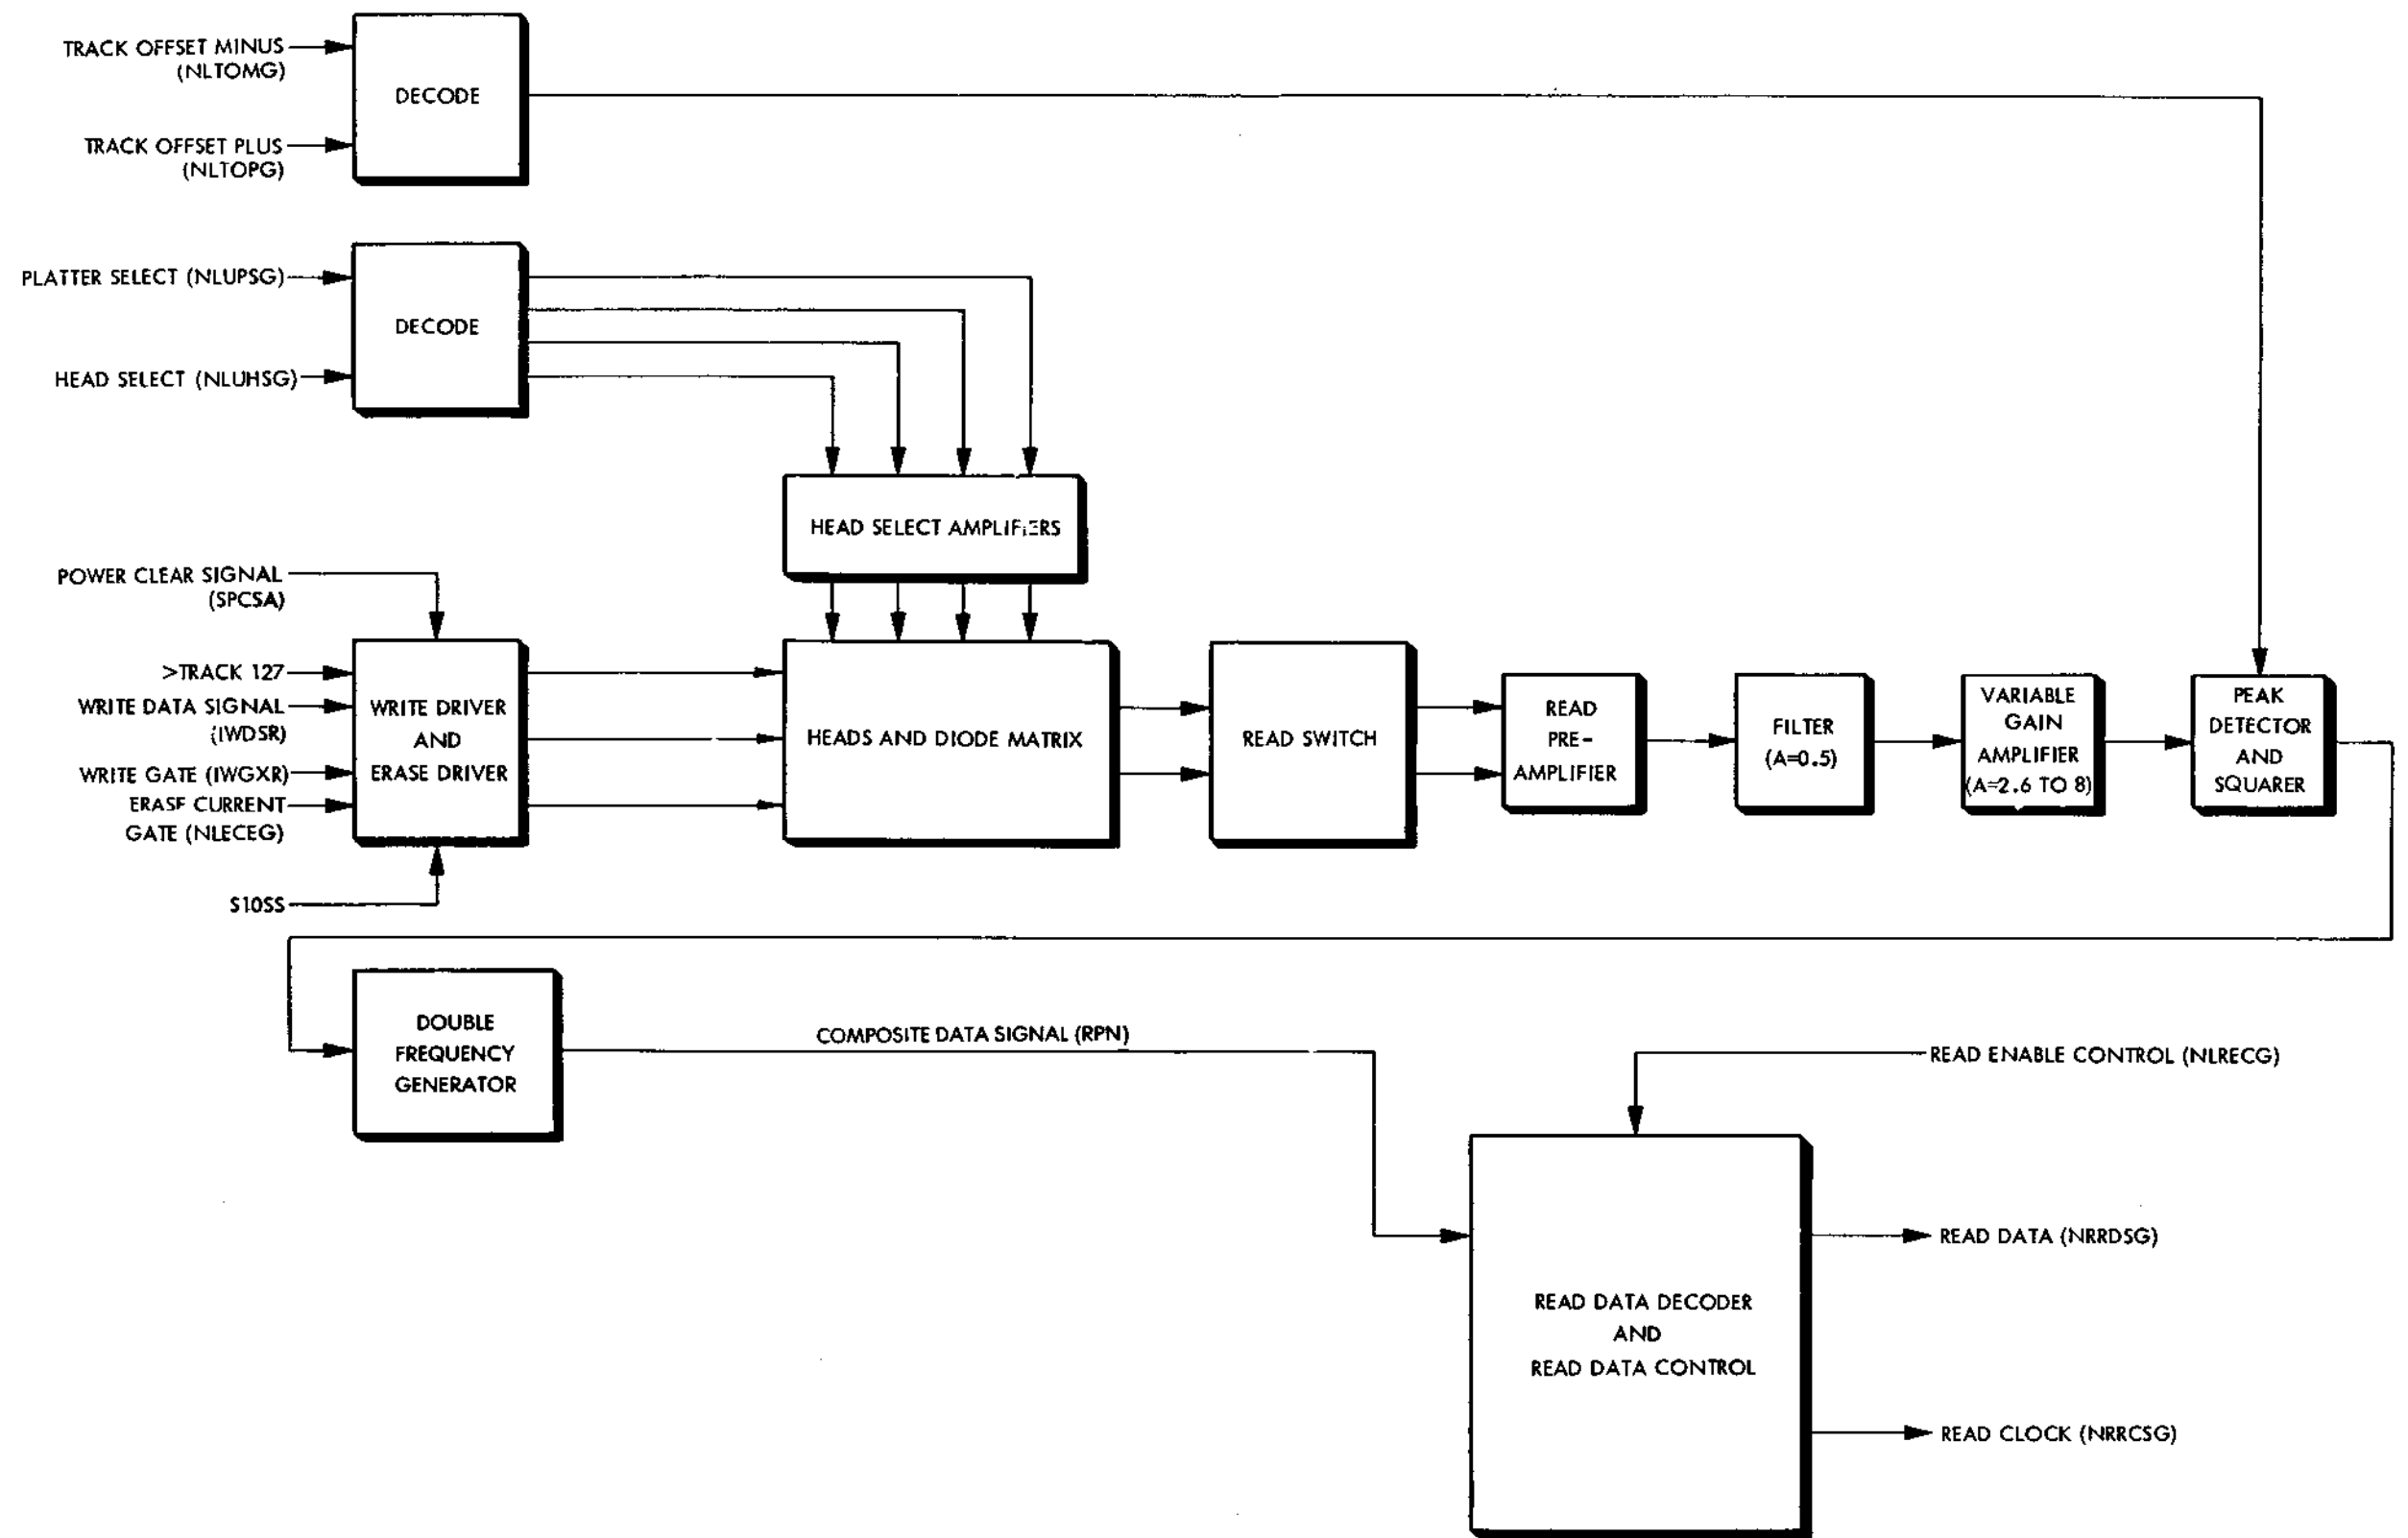 TRACK OFFSET MINUS
(NLTOMG)
DECODE
TRACK OFFSET PLUS
(NLTOPG)
PLATTER SELECT (NLUPSG)
DECODE
HEAD SELECT (NLUHSG)
HEAD SELECT AMPLIFIERS
POWER CLEAR SIGNAL
(SPCSA)
>TRACK 127
WRITE DATA SIGNAL
(IWDSR)
WRITE GATE (IWGXR)
ERASE CURRENT
GATE (NLECEG)
S10SS
WRITE DRIVER
AND
ERASE DRIVER
HEADS AND DIODE MATRIX
READ SWITCH
READ
PRE-
AMPLIFIER
FILTER
(A=0.5)
VARIABLE
GAIN
AMPLIFIER
(A=2.6 TO 8)
PEAK
DETECTOR
AND
SQUARER
DOUBLE
FREQUENCY
GENERATOR
COMPOSITE DATA SIGNAL (RPN)
READ ENABLE CONTROL (NLRECG)
READ DATA DECODER
AND
READ DATA CONTROL
READ DATA (NRRDSG)
READ CLOCK (NRRCSG)